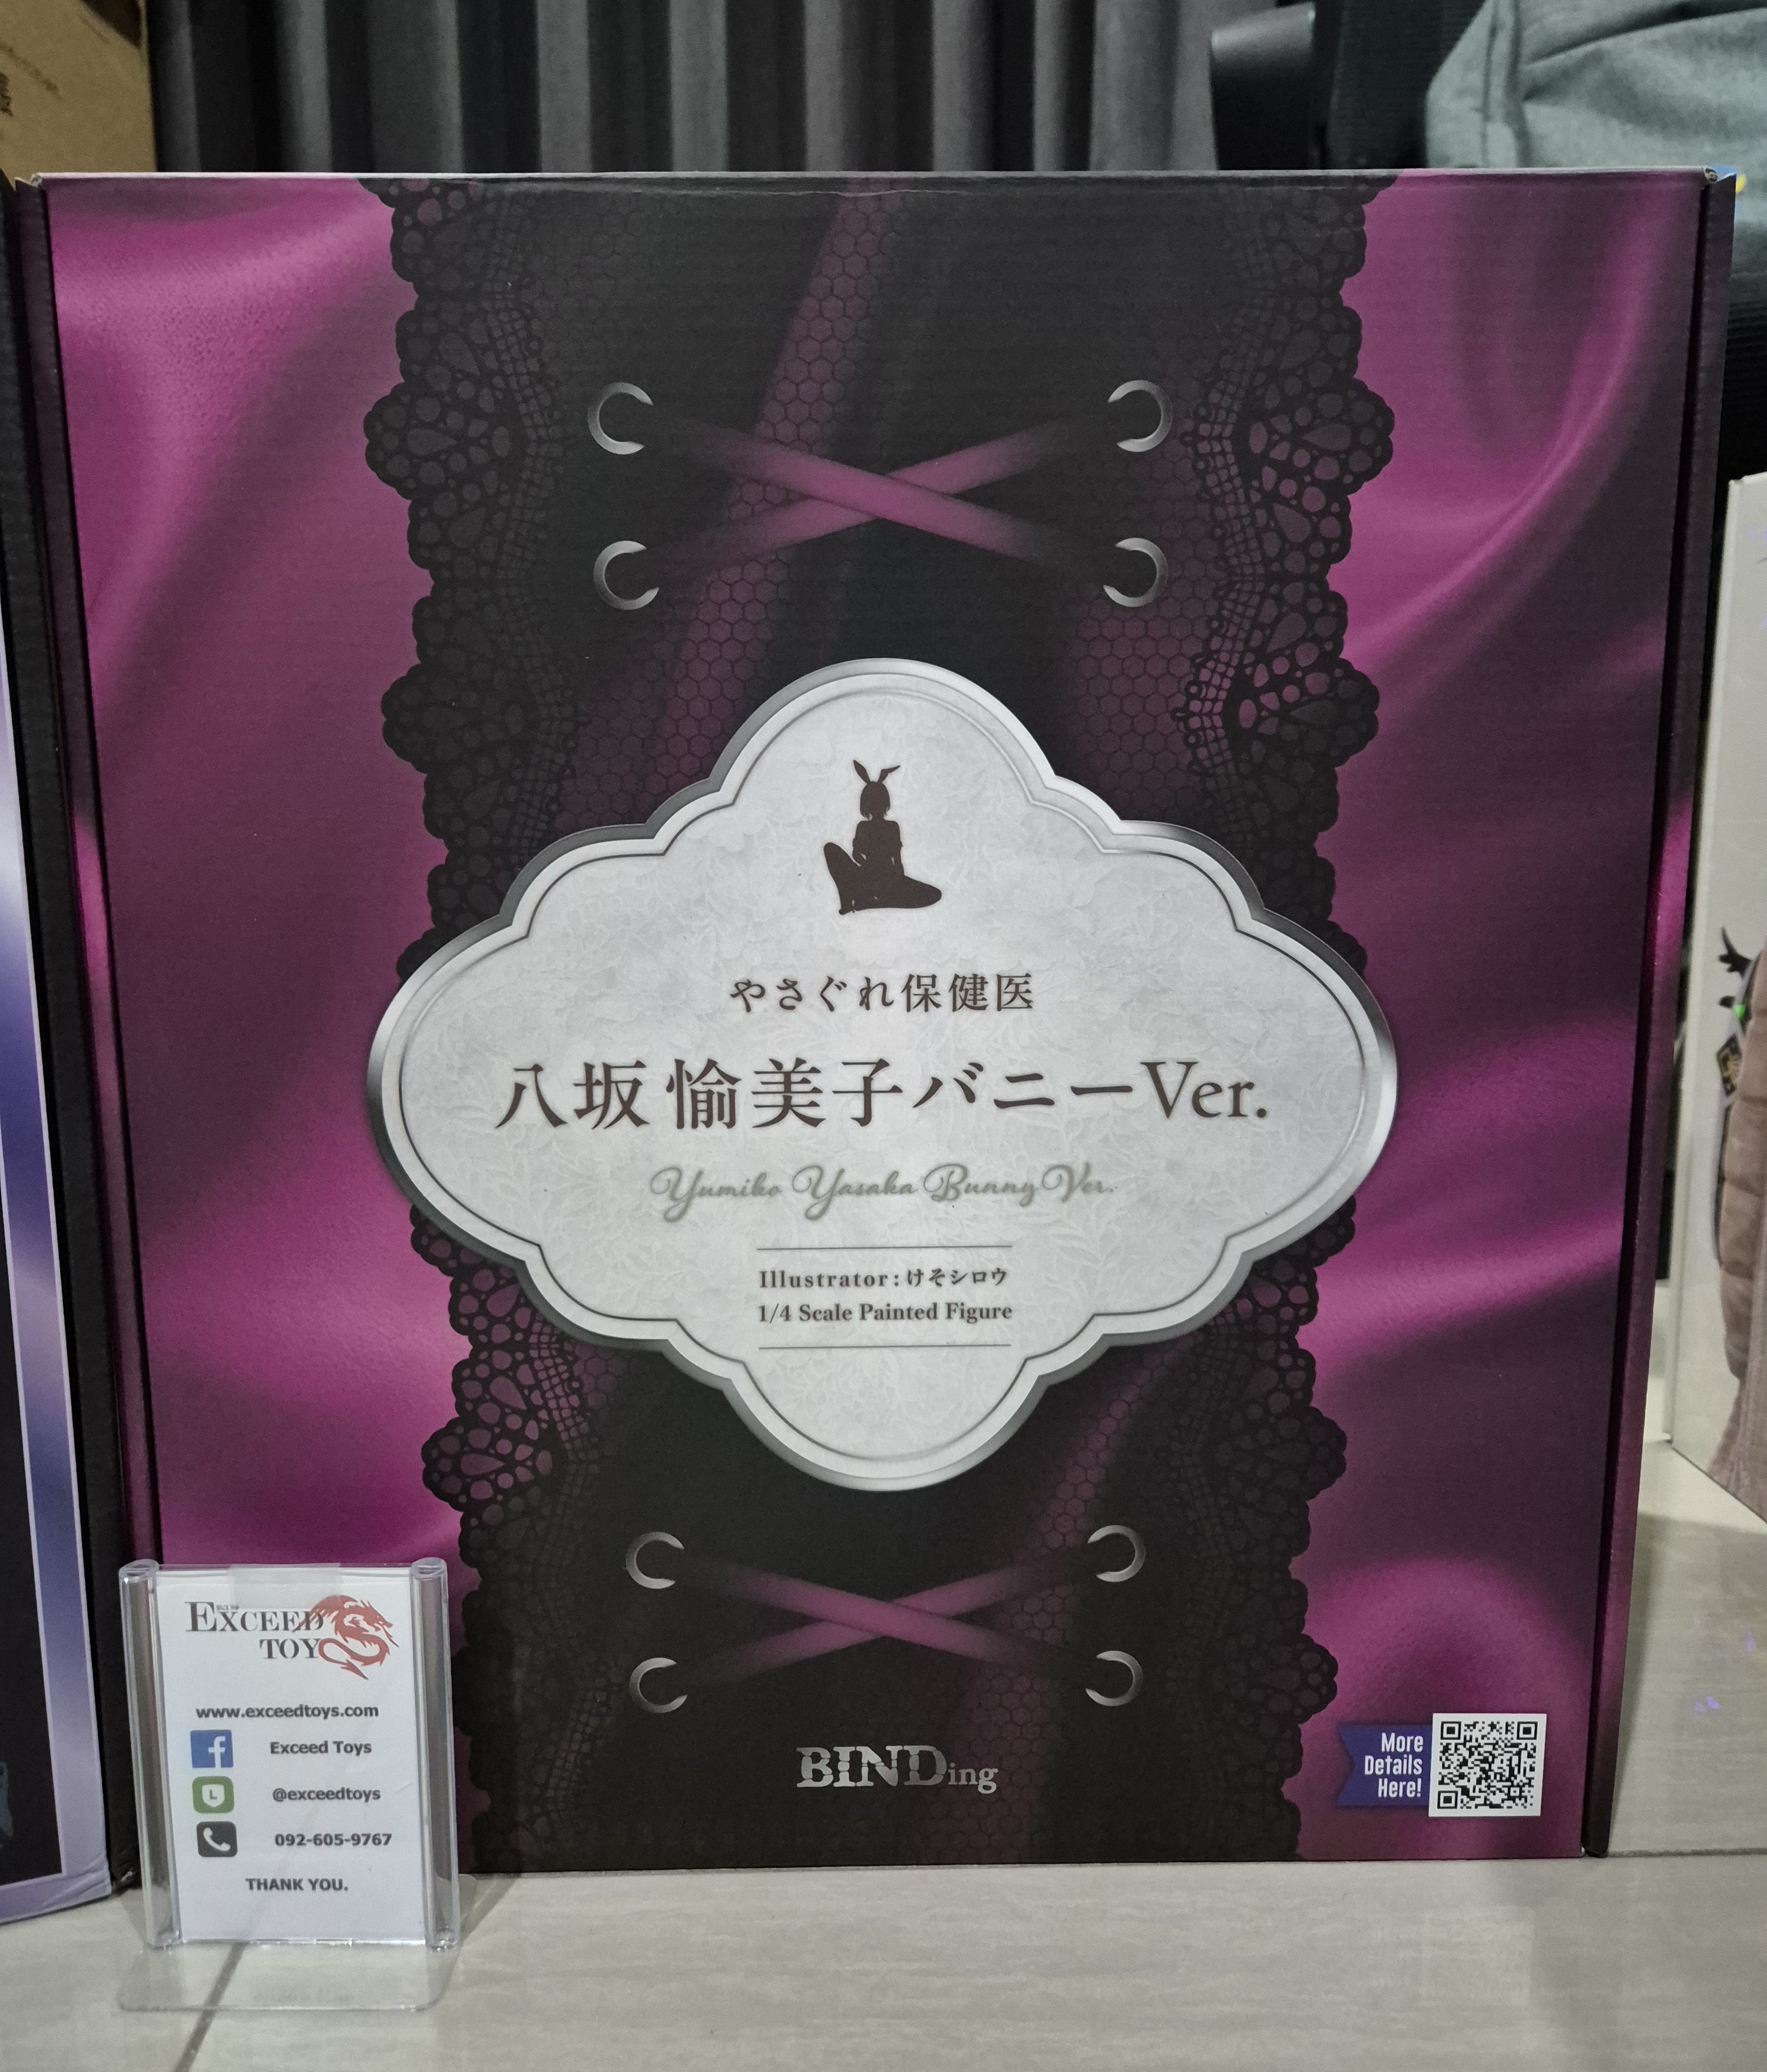 やさぐれ保健医
八坂 愉美子バニーVer.
Yumiko Yasaka Bunny Ver.
Illustrator:けそシロウ
1/4 Scale Painted Figure
BINDing
More
Details
Here!
EXCEED
TOYS
www.exceedtoys.com
Exceed Toys
@exceedtoys
092-605-9767
THANK YOU.